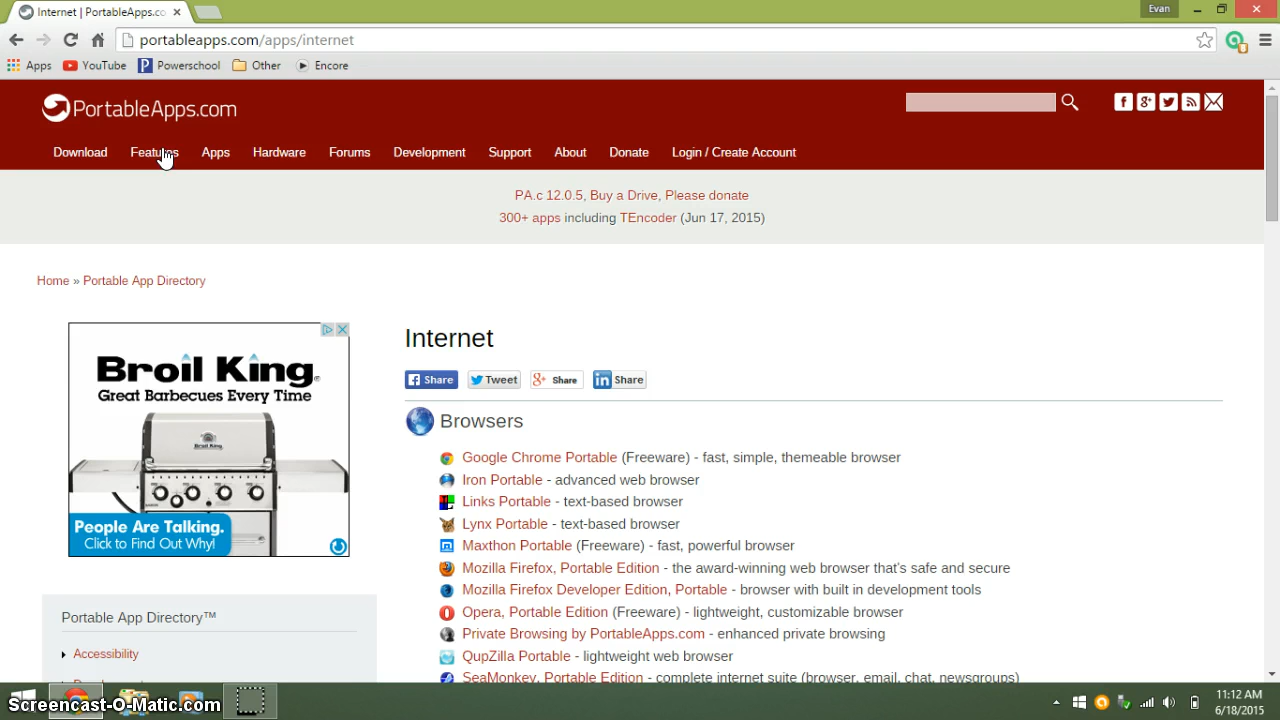 Internet | PortableApps.co
Evan
portableapps.com/apps/internet
Apps YouTube Powerschool Other Encore
PortableApps.com
Download Features Apps Hardware Forums Development Support About Donate Login / Create Account
PA.c 12.0.5, Buy a Drive, Please donate
300+ apps including TEncoder (Jun 17, 2015)
Home » Portable App Directory
Broil King
Great Barbecues Every Time
People Are Talking.
Click to Find Out Why!
Portable App Directory™
Accessibility
Internet
Share Tweet Share Share
Browsers
Google Chrome Portable (Freeware) - fast, simple, themeable browser
Iron Portable - advanced web browser
Links Portable - text-based browser
Lynx Portable - text-based browser
Maxthon Portable (Freeware) - fast, powerful browser
Mozilla Firefox, Portable Edition - the award-winning web browser that's safe and secure
Mozilla Firefox Developer Edition, Portable - browser with built in development tools
Opera, Portable Edition (Freeware) - lightweight, customizable browser
Private Browsing by PortableApps.com - enhanced private browsing
QupZilla Portable - lightweight web browser
SeaMonkey, Portable Edition - complete internet suite (browser, email, chat, newsgroups)
Screencast-O-Matic.com
11:12 AM
6/18/2015